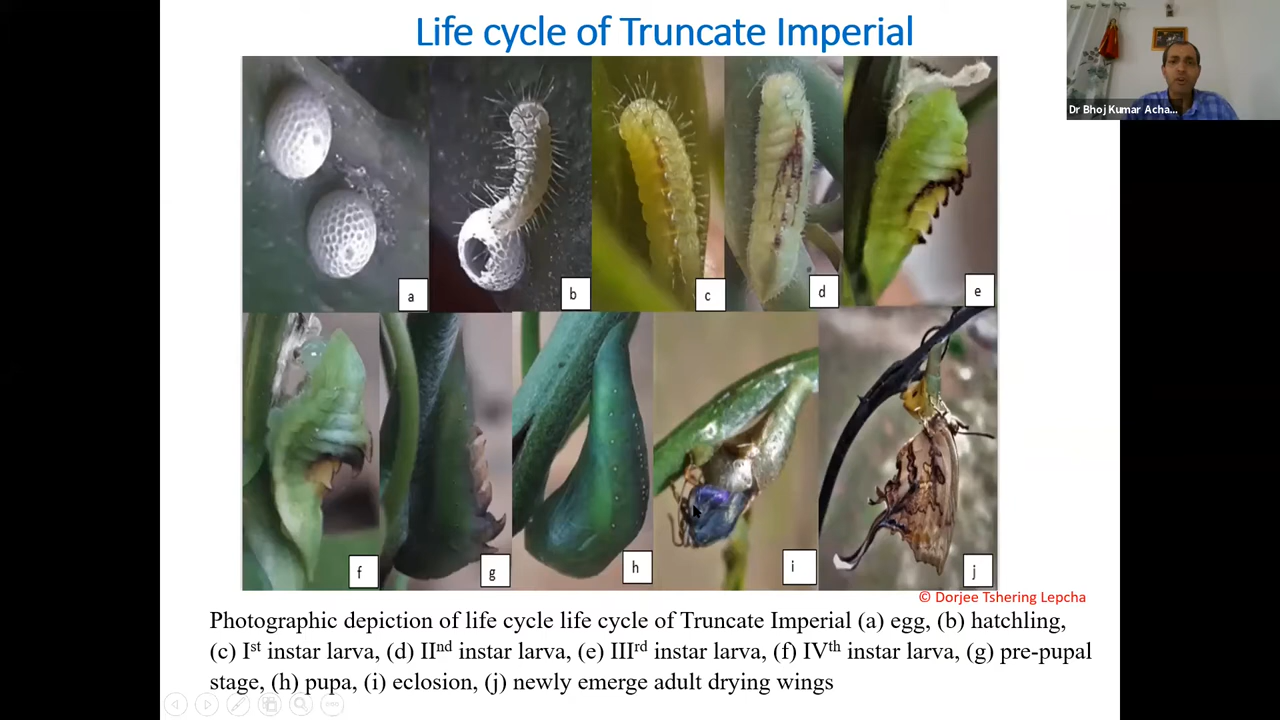 Life cycle of Truncate Imperial
Dr Bhoj Kumar Acha...
a
b
c
d
e
f
g
h
i
j
© Dorjee Tshering Lepcha
Photographic depiction of life cycle life cycle of Truncate Imperial (a) egg, (b) hatchling,
(c) Ist instar larva, (d) IInd instar larva, (e) IIIrd instar larva, (f) IVth instar larva, (g) pre-pupal
stage, (h) pupa, (i) eclosion, (j) newly emerge adult drying wings